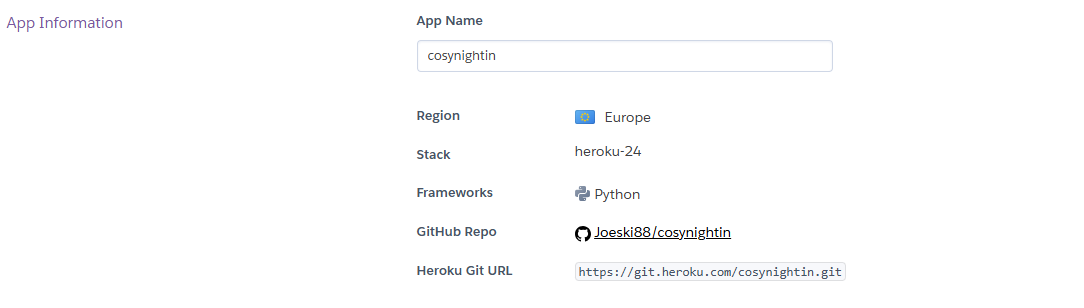 App Information
App Name
cosynightin
Region Europe
Stack heroku-24
Frameworks Python
GitHub Repo Joeski88/cosynightin
Heroku Git URL https://git.heroku.com/cosynightin.git